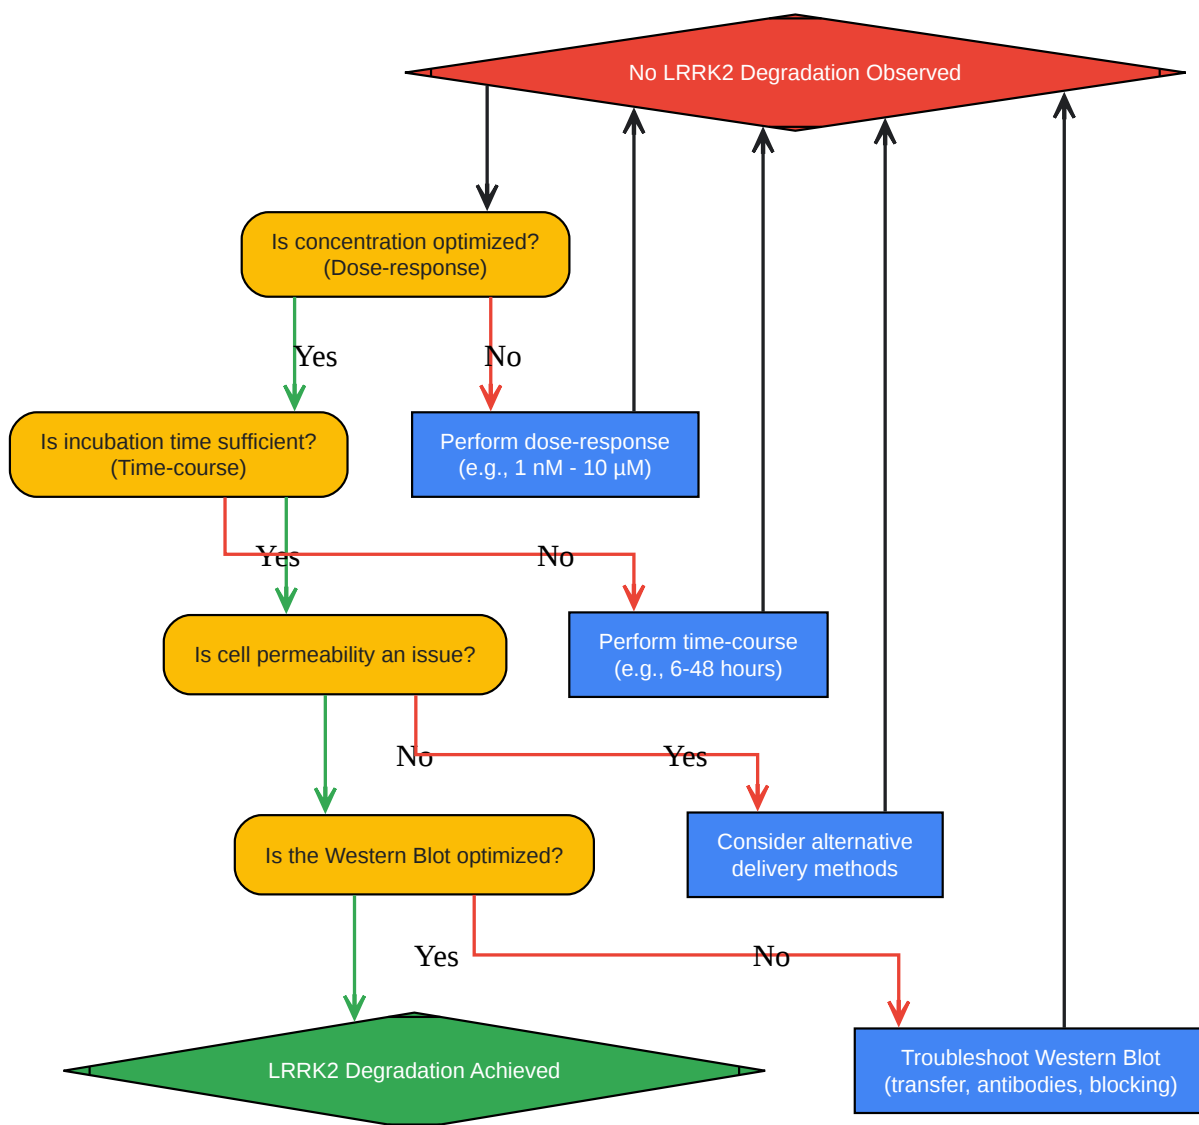 No LRRK2 Degradation Observed
Is concentration optimized?
(Dose-response)
Yes
No
Is incubation time sufficient?
(Time-course)
Perform dose-response
(e.g., 1 nM - 10 µM)
Yes
No
Is cell permeability an issue?
Perform time-course
(e.g., 6-48 hours)
No
Yes
Is the Western Blot optimized?
Consider alternative
delivery methods
Yes
No
LRRK2 Degradation Achieved
Troubleshoot Western Blot
(transfer, antibodies, blocking)